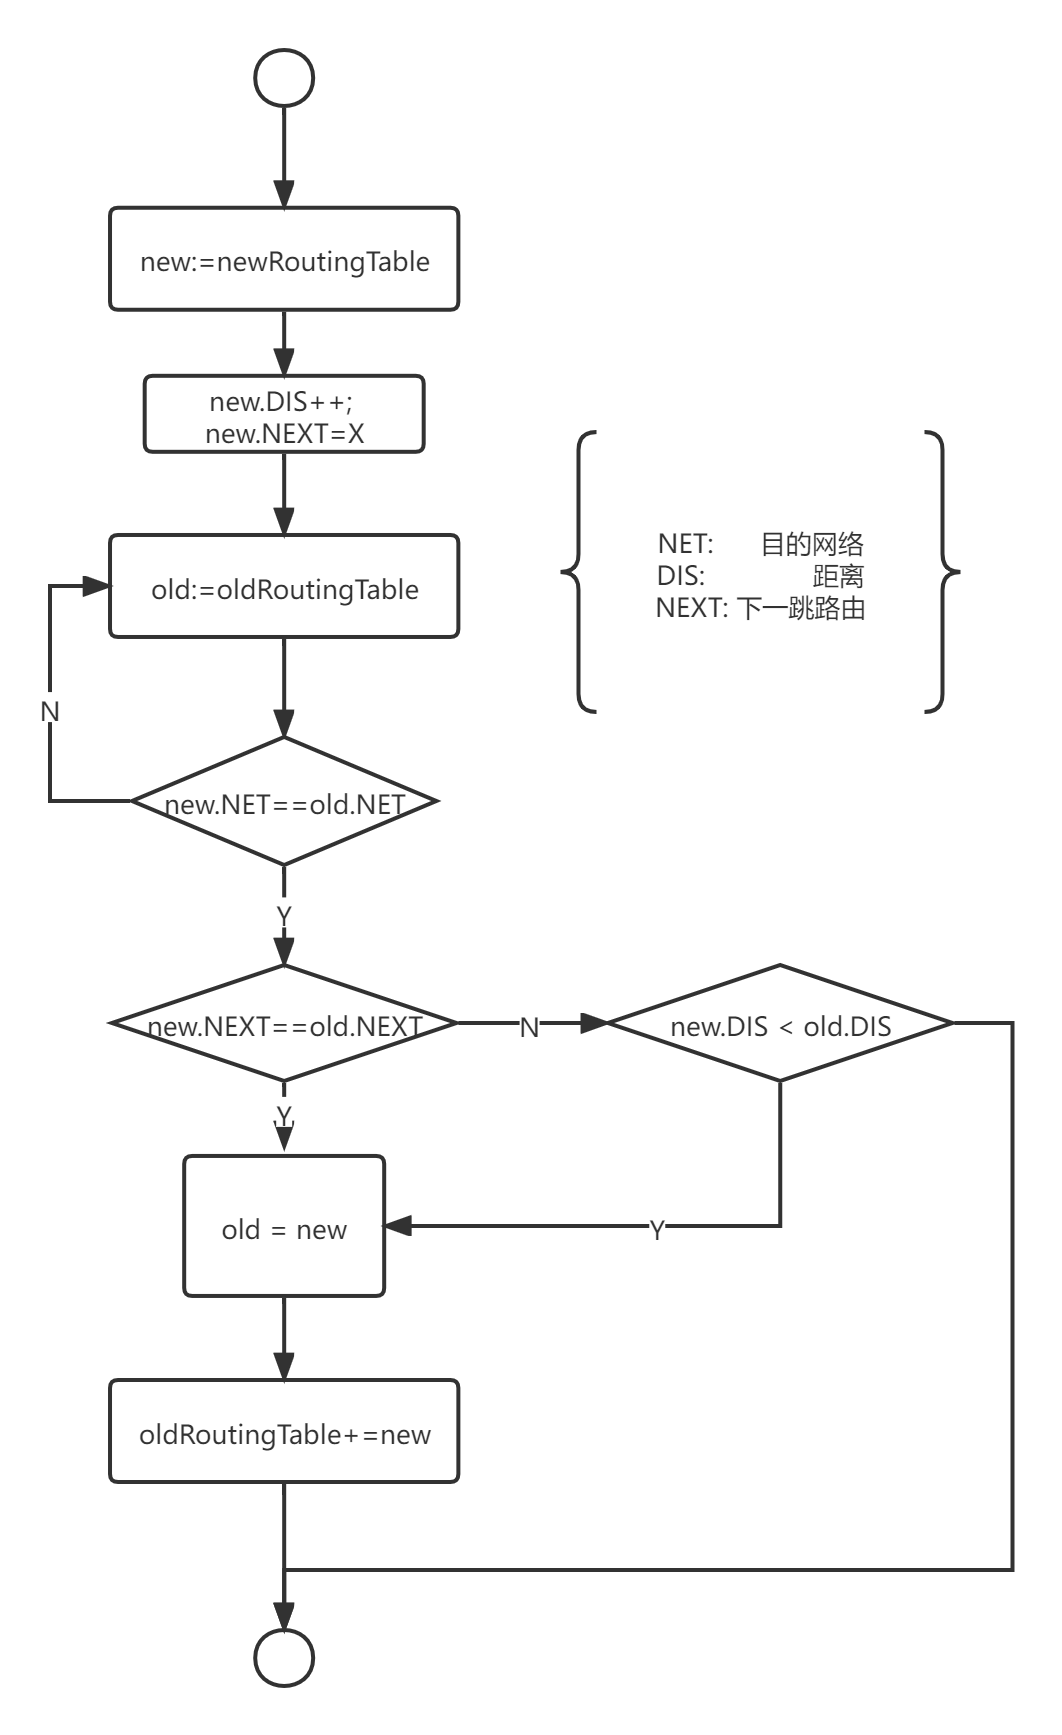 new:=newRoutingTable
new.DIS++;
new.NEXT=X
old:=oldRoutingTable
NET: 目的网络
DIS: 距离
NEXT: 下一跳路由
N
new.NET==old.NET
Y
new.NEXT==old.NEXT
N
new.DIS < old.DIS
Y
old = new
Y
oldRoutingTable+=new